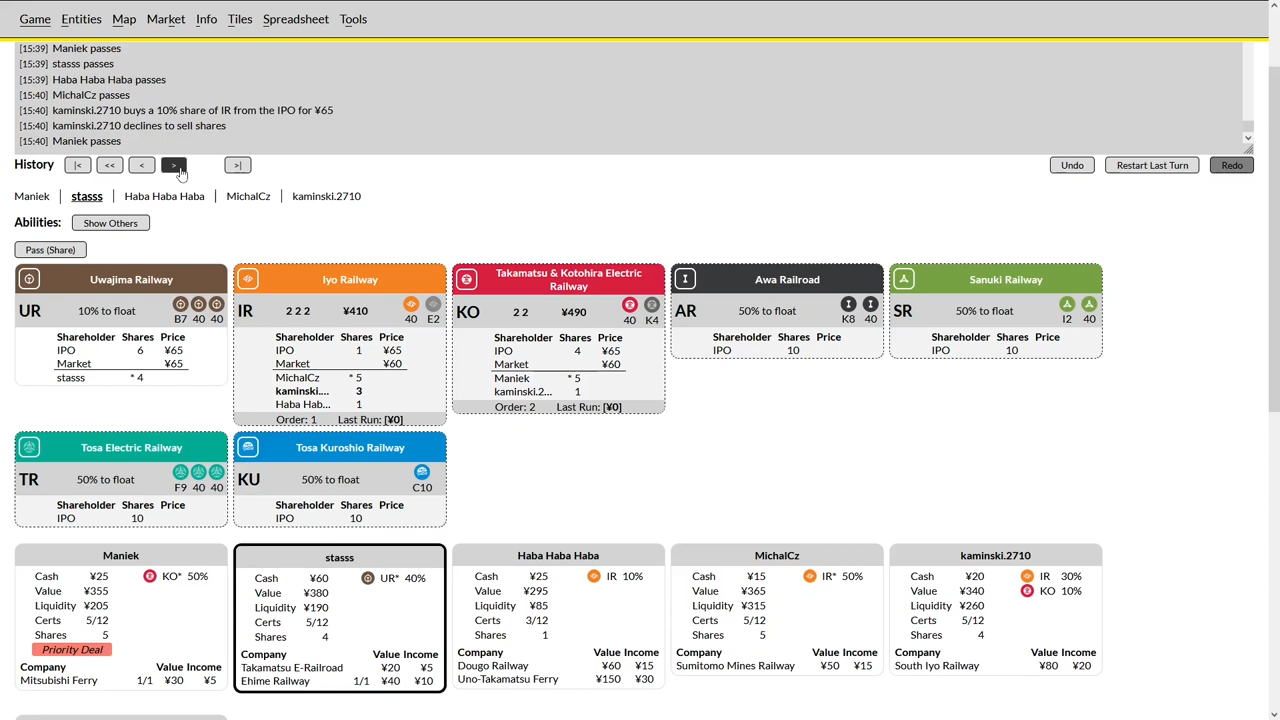 Game Entities Map Market Info Tiles Spreadsheet Tools
[15:39] Maniek passes
[15:39] stasss passes
[15:39] Haba Haba Haba passes
[15:40] MichalCz passes
[15:40] kaminski.2710 buys a 10% share of IR from the IPO for ¥65
[15:40] kaminski.2710 declines to sell shares
[15:40] Maniek passes
History |< << < > >| Undo Restart Last Turn Redo
Maniek stasss Haba Haba Haba MichalCz kaminski.2710
Abilities: Show Others
Pass (Share)
Uwajima Railway
UR 10% to float B7 40 40
Shareholder Shares Price
IPO 6 ¥65
Market ¥65
stasss * 4
Iyo Railway
IR 2 2 2 ¥410 40 E2
Shareholder Shares Price
IPO 1 ¥65
Market ¥60
MichalCz * 5
kaminski.... 3
Haba Hab... 1
Order: 1 Last Run: [¥0]
Takamatsu & Kotohira Electric
Railway
KO 2 2 ¥490 40 K4
Shareholder Shares Price
IPO 4 ¥65
Market ¥60
Maniek * 5
kaminski.2... 1
Order: 2 Last Run: [¥0]
Awa Railroad
AR 50% to float K8 40
Shareholder Shares Price
IPO 10
Sanuki Railway
SR 50% to float I2 40
Shareholder Shares Price
IPO 10
Tosa Electric Railway
TR 50% to float F9 40 40
Shareholder Shares Price
IPO 10
Tosa Kuroshio Railway
KU 50% to float C10
Shareholder Shares Price
IPO 10
Maniek
Cash ¥25 KO* 50%
Value ¥355
Liquidity ¥205
Certs 5/12
Shares 5
Priority Deal
Company Value Income
Mitsubishi Ferry 1/1 ¥30 ¥5
stasss
Cash ¥60 UR* 40%
Value ¥380
Liquidity ¥190
Certs 5/12
Shares 4
Company Value Income
Takamatsu E-Railroad ¥20 ¥5
Ehime Railway 1/1 ¥40 ¥10
Haba Haba Haba
Cash ¥25 IR 10%
Value ¥295
Liquidity ¥85
Certs 3/12
Shares 1
Company Value Income
Dougo Railway ¥60 ¥15
Uno-Takamatsu Ferry ¥150 ¥30
MichalCz
Cash ¥15 IR* 50%
Value ¥365
Liquidity ¥315
Certs 5/12
Shares 5
Company Value Income
Sumitomo Mines Railway ¥50 ¥15
kaminski.2710
Cash ¥20 IR 30%
Value ¥340 KO 10%
Liquidity ¥260
Certs 5/12
Shares 4
Company Value Income
South Iyo Railway ¥80 ¥20